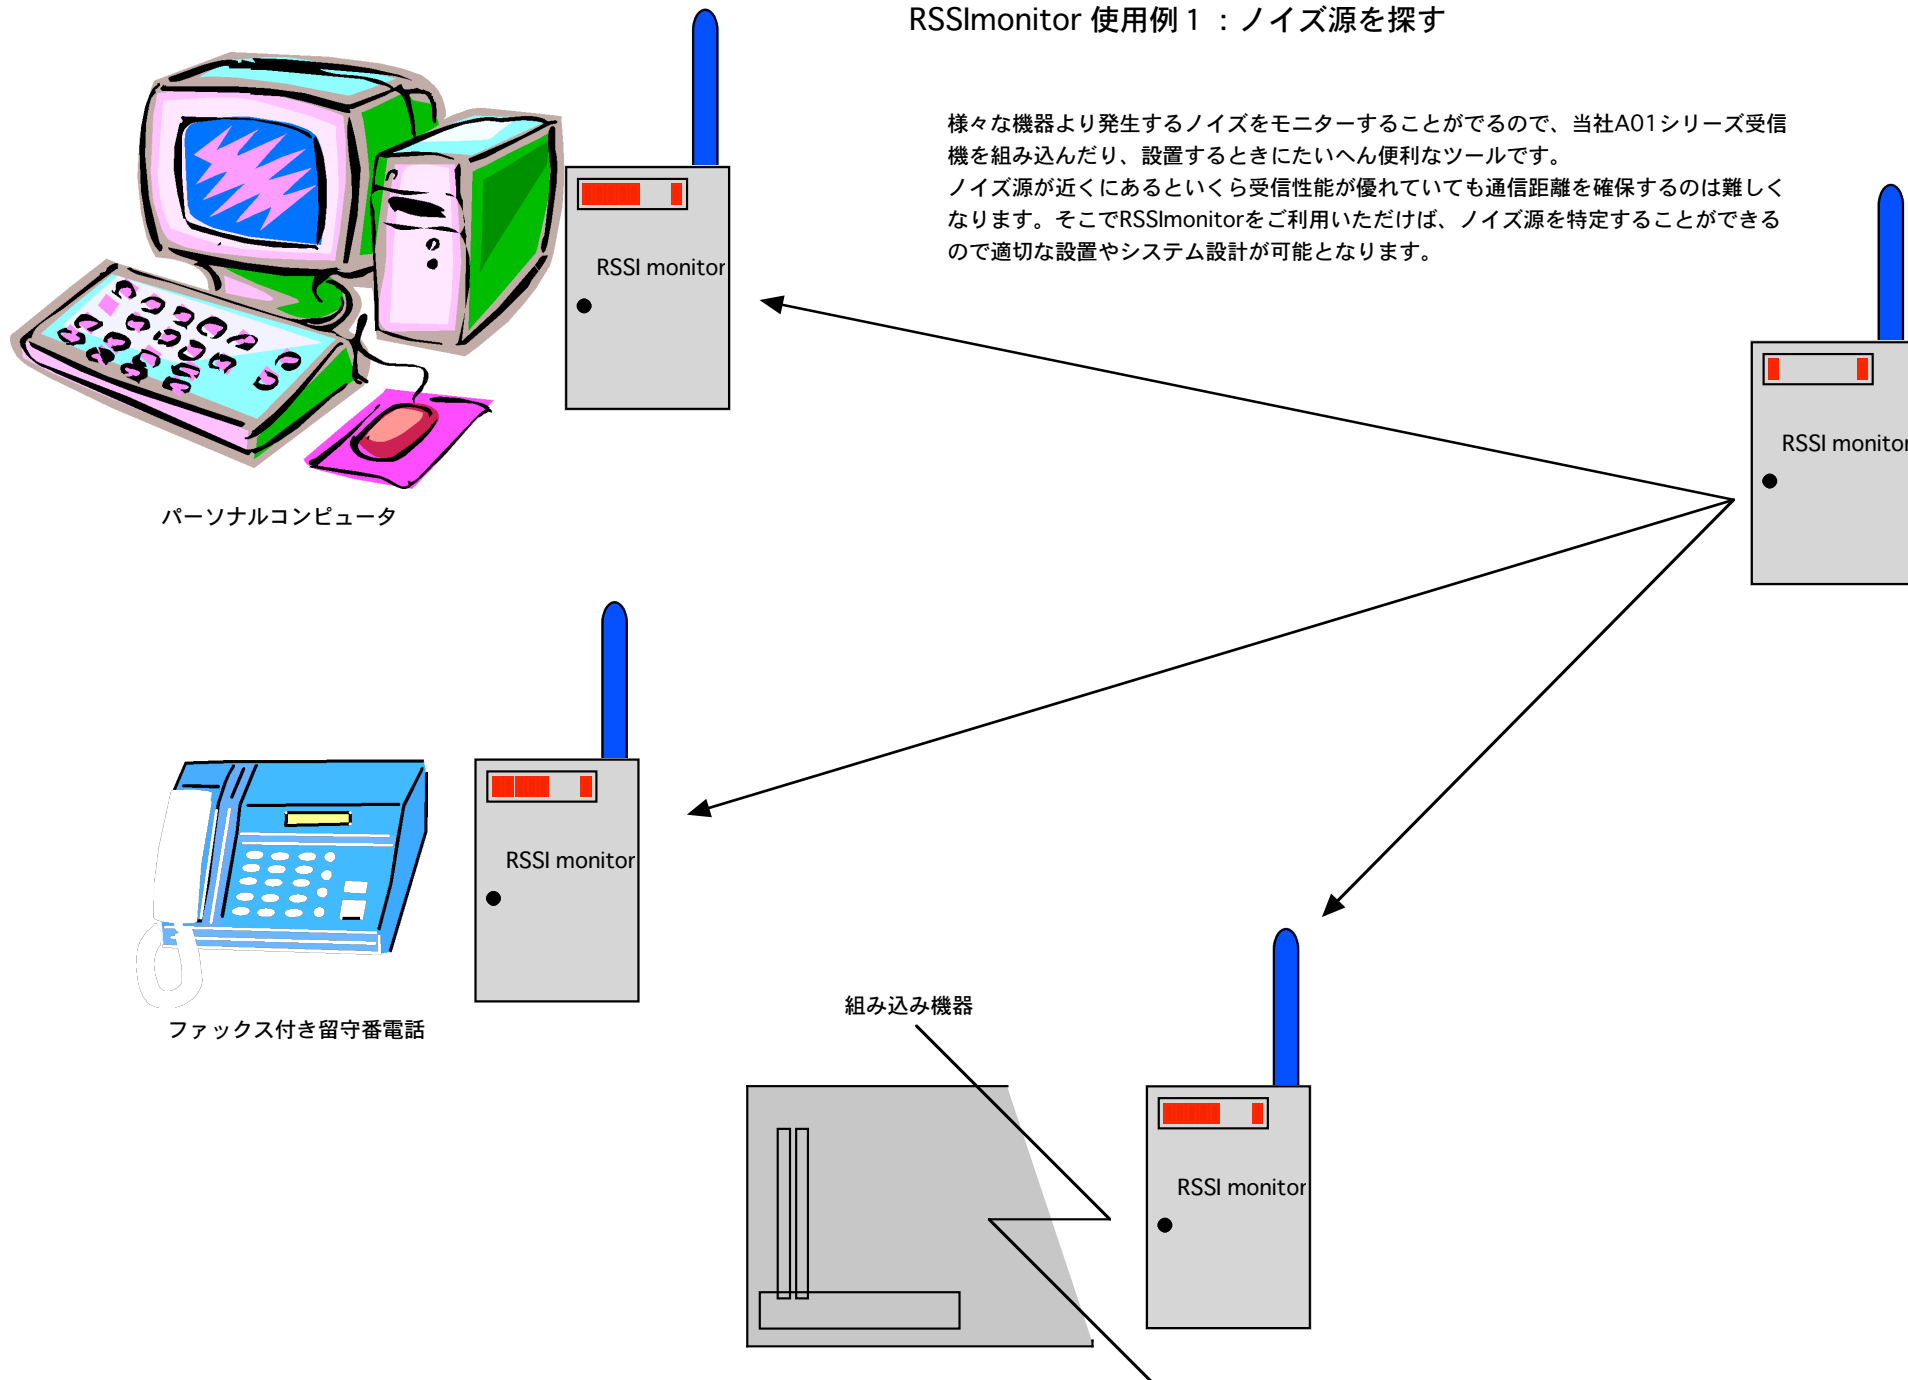 RSSImonitor 使用例１：ノイズ源を探す
様々な機器より発生するノイズをモニターすることがでるので、当社A01シリーズ受信
機を組み込んだり、設置するときにたいへん便利なツールです。
ノイズ源が近くにあるといくら受信性能が優れていても通信距離を確保するのは難しく
なります。そこでRSSImonitorをご利用いただけば、ノイズ源を特定することができる
ので適切な設置やシステム設計が可能となります。
RSSI monitor
RSSI monitor
パーソナルコンピュータ
RSSI monitor
ファックス付き留守番電話
組み込み機器
RSSI monitor